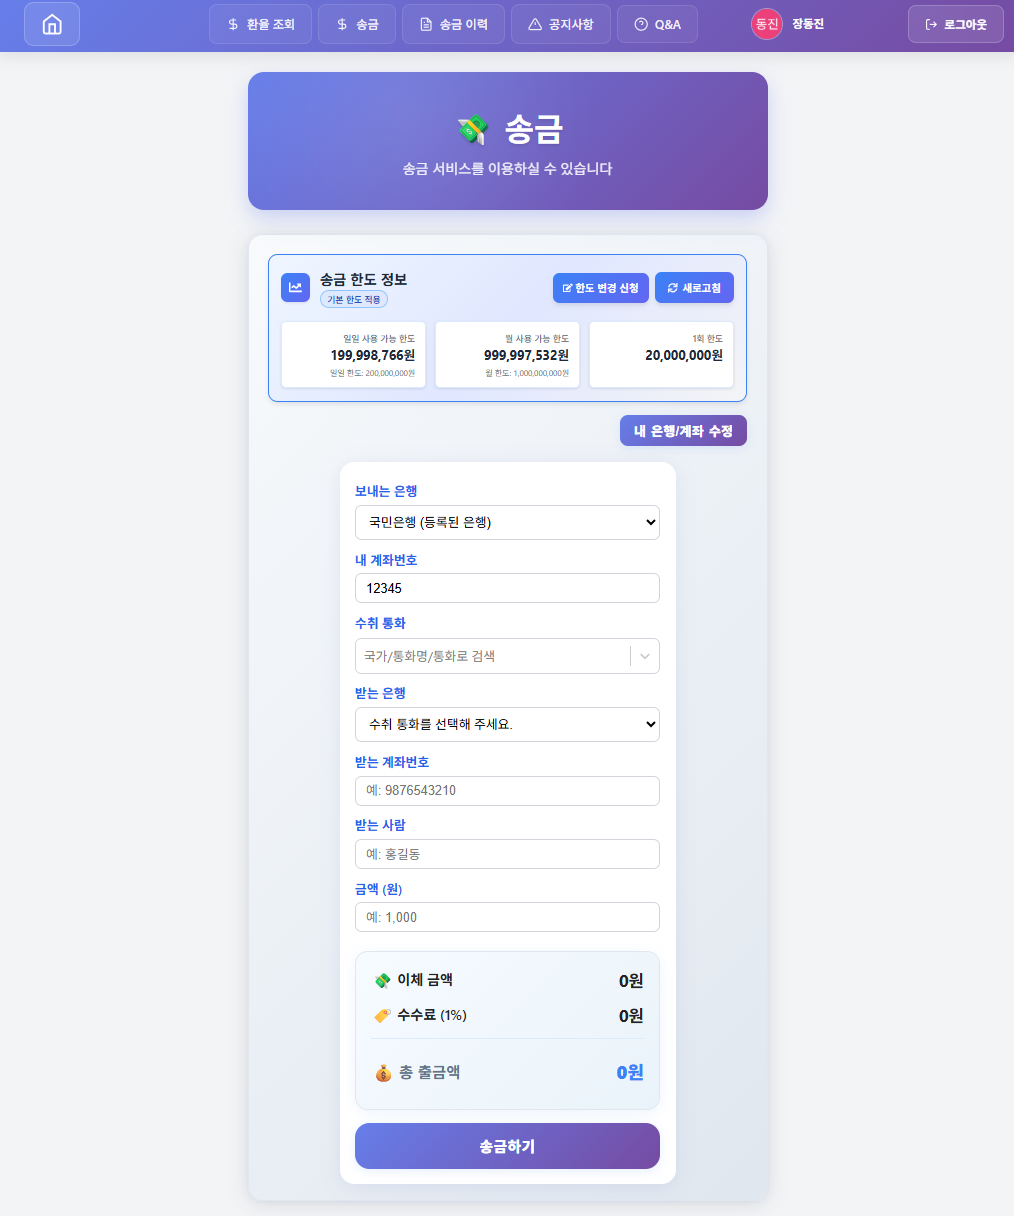 환율 조회 송금 송금 이력 공지사항 Q&A 동진 장동진 로그아웃
송금
송금 서비스를 이용하실 수 있습니다
송금 한도 정보
기본 한도 적용
한도 변경 신청 새로고침
일일 사용 가능 한도
199,998,766원
일일 한도: 200,000,000원
월 사용 가능 한도
999,997,532원
월 한도: 1,000,000,000원
1회 한도
20,000,000원
내 은행/계좌 수정
보내는 은행
국민은행 (등록된 은행)
내 계좌번호
12345
수취 통화
국가/통화명/통화로 검색
받는 은행
수취 통화를 선택해 주세요.
받는 계좌번호
예: 9876543210
받는 사람
예: 홍길동
금액 (원)
예: 1,000
이체 금액 0원
수수료 (1%) 0원
총 출금액 0원
송금하기